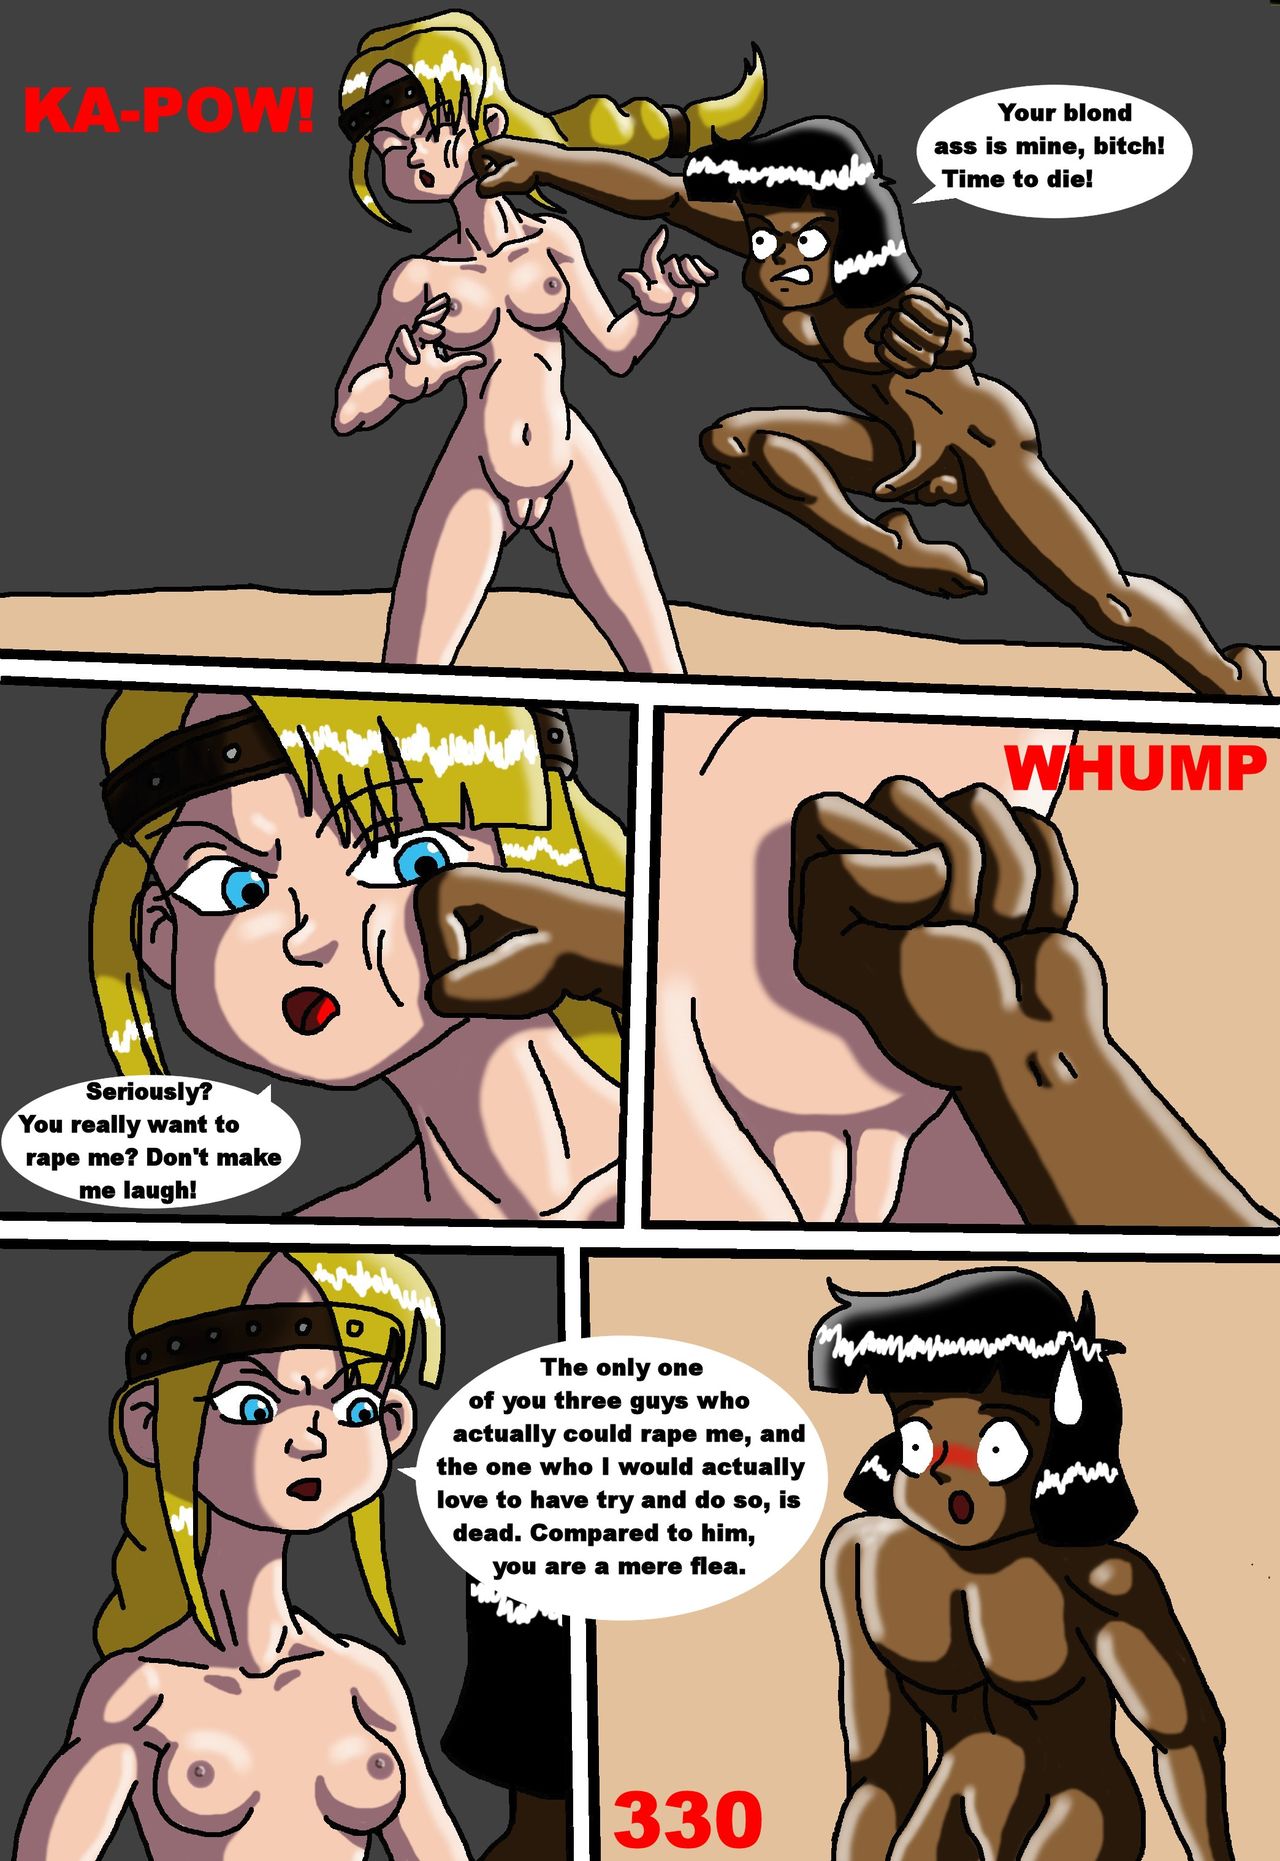 KA-POW!
Your blond
ass is mine, bitch!
Time to die!
Seriously?
You really want to
rape me? Don't make
me laugh!
WHUMP
The only one
of you three guys who
actually could rape me, and
the one who I would actually
love to have try and do so, is
dead. Compared to him,
you are a mere flea.
330